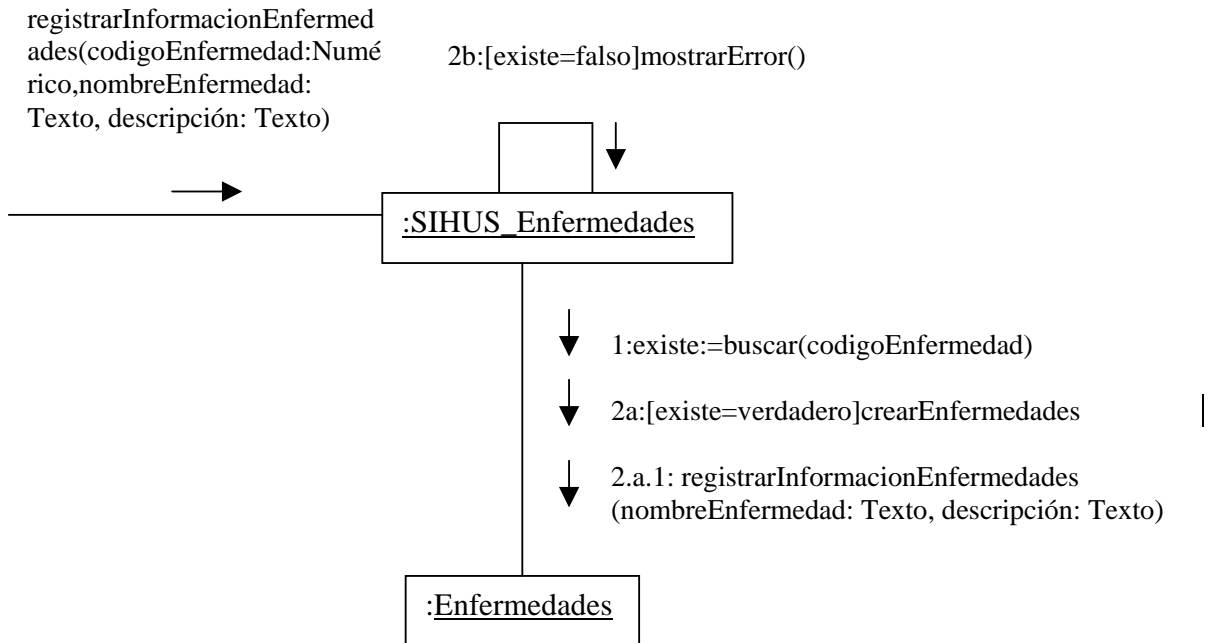 registrarInformacionEnfermed
ades(codigoEnfermedad:Numé
rico,nombreEnfermedad:
Texto, descripción: Texto)
2b:[existe=falso]mostrarError()
:SIHUS_Enfermedades
1:existe:=buscar(codigoEnfermedad)
2a:[existe=verdadero]crearEnfermedades
2.a.1: registrarInformacionEnfermedades
(nombreEnfermedad: Texto, descripción: Texto)
:Enfermedades